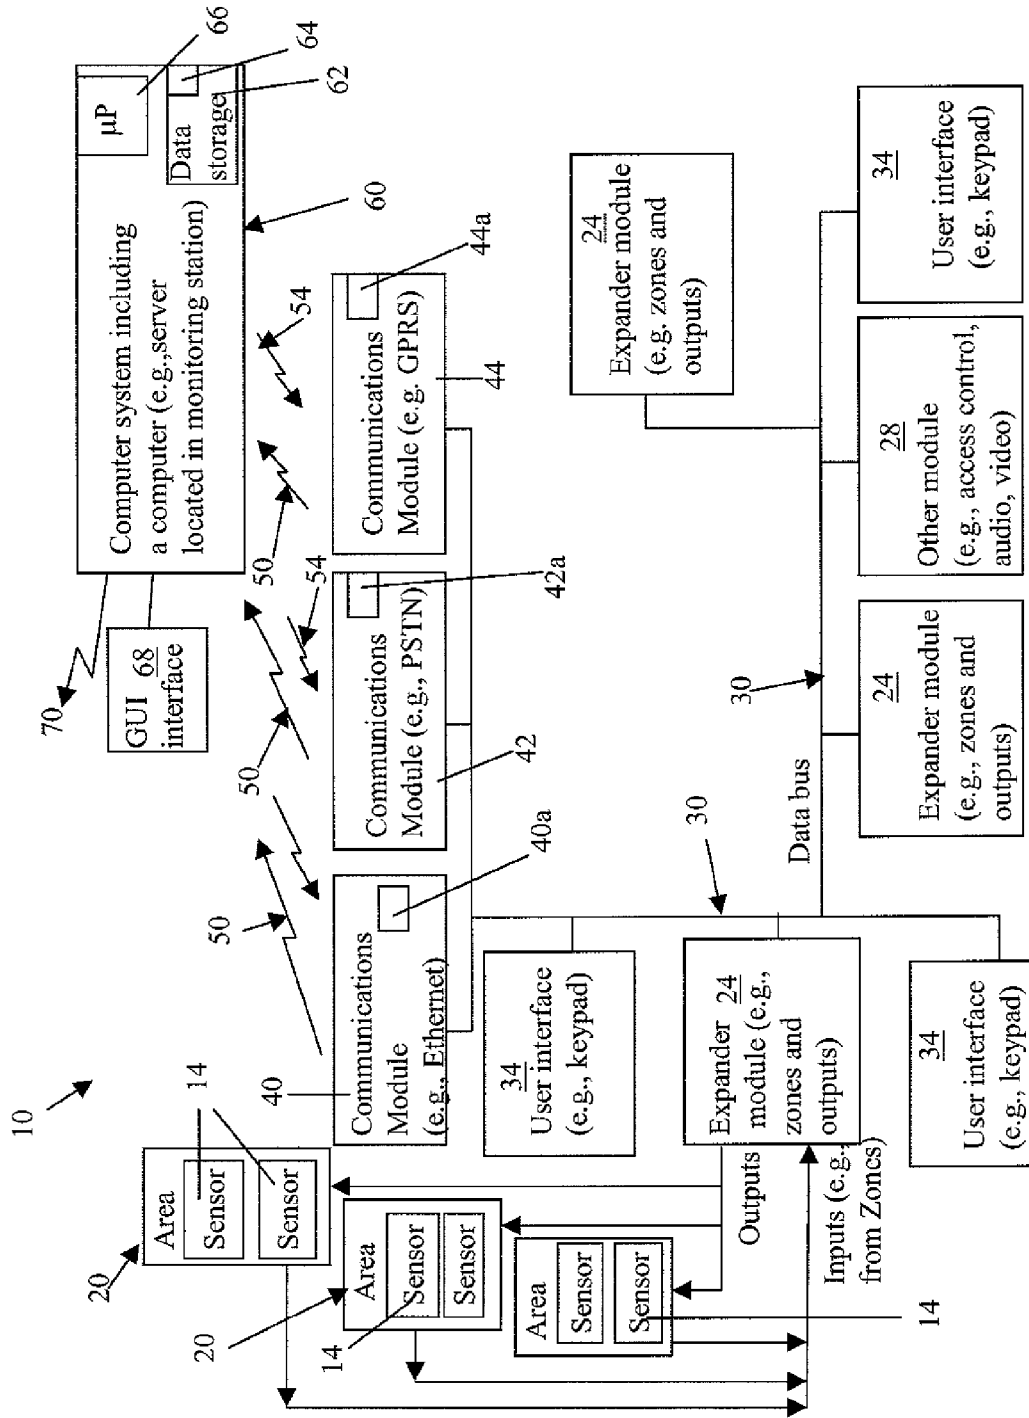 10
20
Area
Sensor
Sensor
14
20
Area
Sensor
Sensor
14
Area
Sensor
Sensor
14
Outputs
Inputs (e.g.,
from Zones)
70
GUI 68
interface
Computer system including
a computer (e.g.,server
located in monitoring station)
μP
Data
storage
66
64
62
60
50
50
50
54
54
40
Communications
Module
(e.g., Ethernet)
40a
Communications
Module (e.g., PSTN)
42
42a
Communications
Module (e.g. GPRS)
44
44a
34
User interface
(e.g., keypad)
Expander 24
module (e.g.,
zones and
outputs)
30
34
User interface
(e.g., keypad)
Data bus
30
24
Expander module
(e.g. zones and
outputs)
24
Expander module
(e.g., zones and
outputs)
28
Other module
(e.g., access control,
audio, video)
34
User interface
(e.g., keypad)